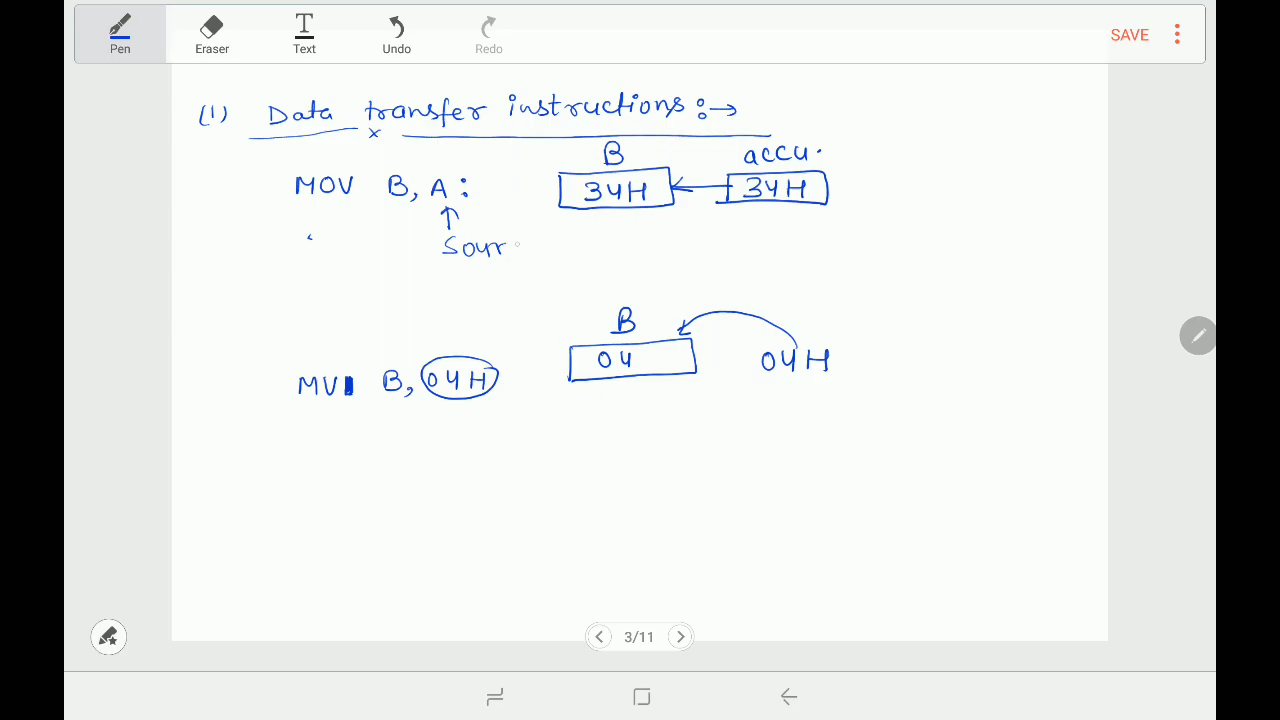 Pen Eraser Text Undo Redo SAVE
(1) Data transfer instructions :→
B accu.
MOV B, A : 34H ← 34H
↑
Sour
B
04 04H
MVI B, 04H
3/11